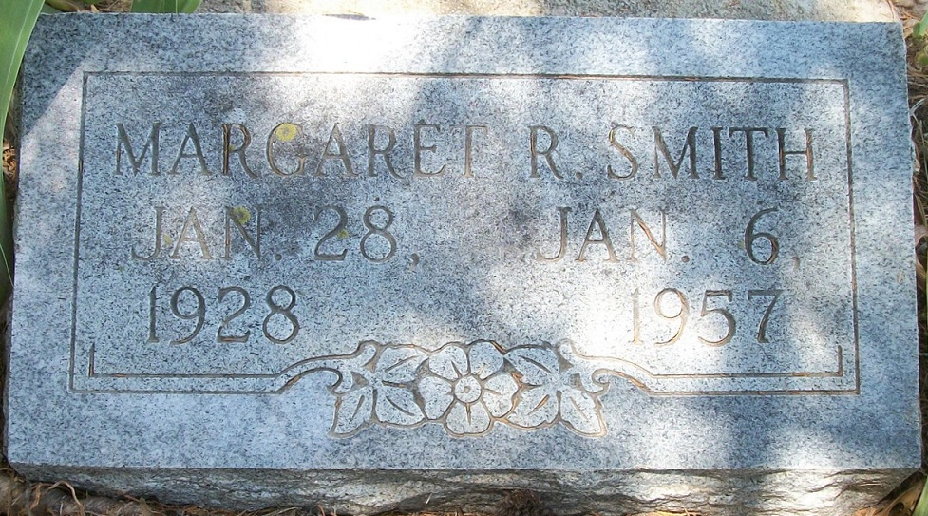 MARGARET R. SMITH
JAN. 28, JAN. 6,
1928 1957